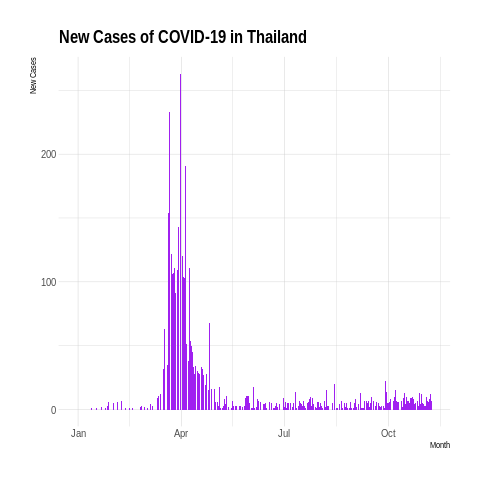 New Cases of COVID-19 in Thailand
New Cases
200
100
0
Jan Apr Jul Oct
Month